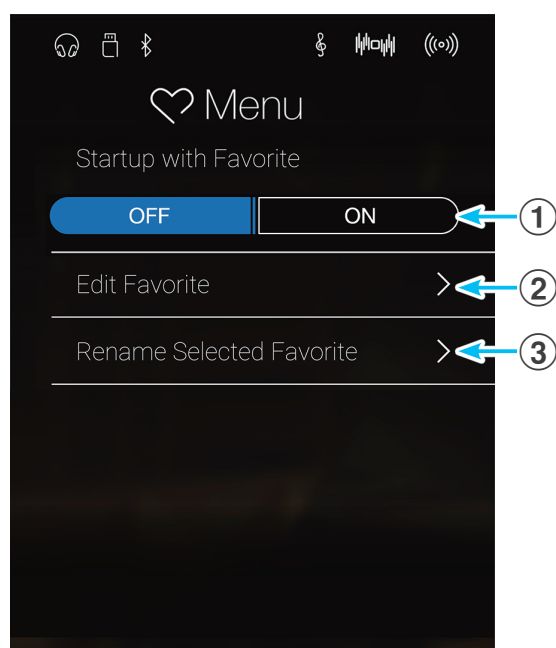 Menu
Startup with Favorite
OFF ON ①
Edit Favorite ②
Rename Selected Favorite ③